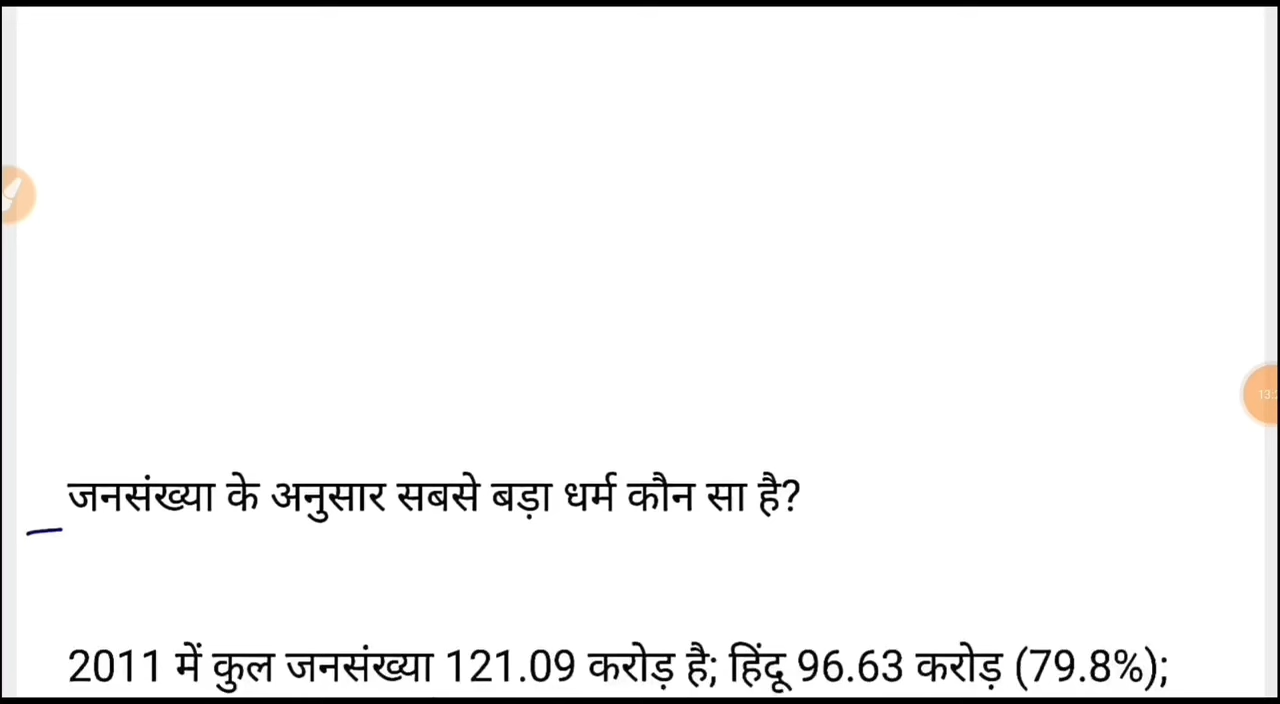 जनसंख्या के अनुसार सबसे बड़ा धर्म कौन सा है?
2011 में कुल जनसंख्या 121.09 करोड़ है; हिंदू 96.63 करोड़ (79.8%);